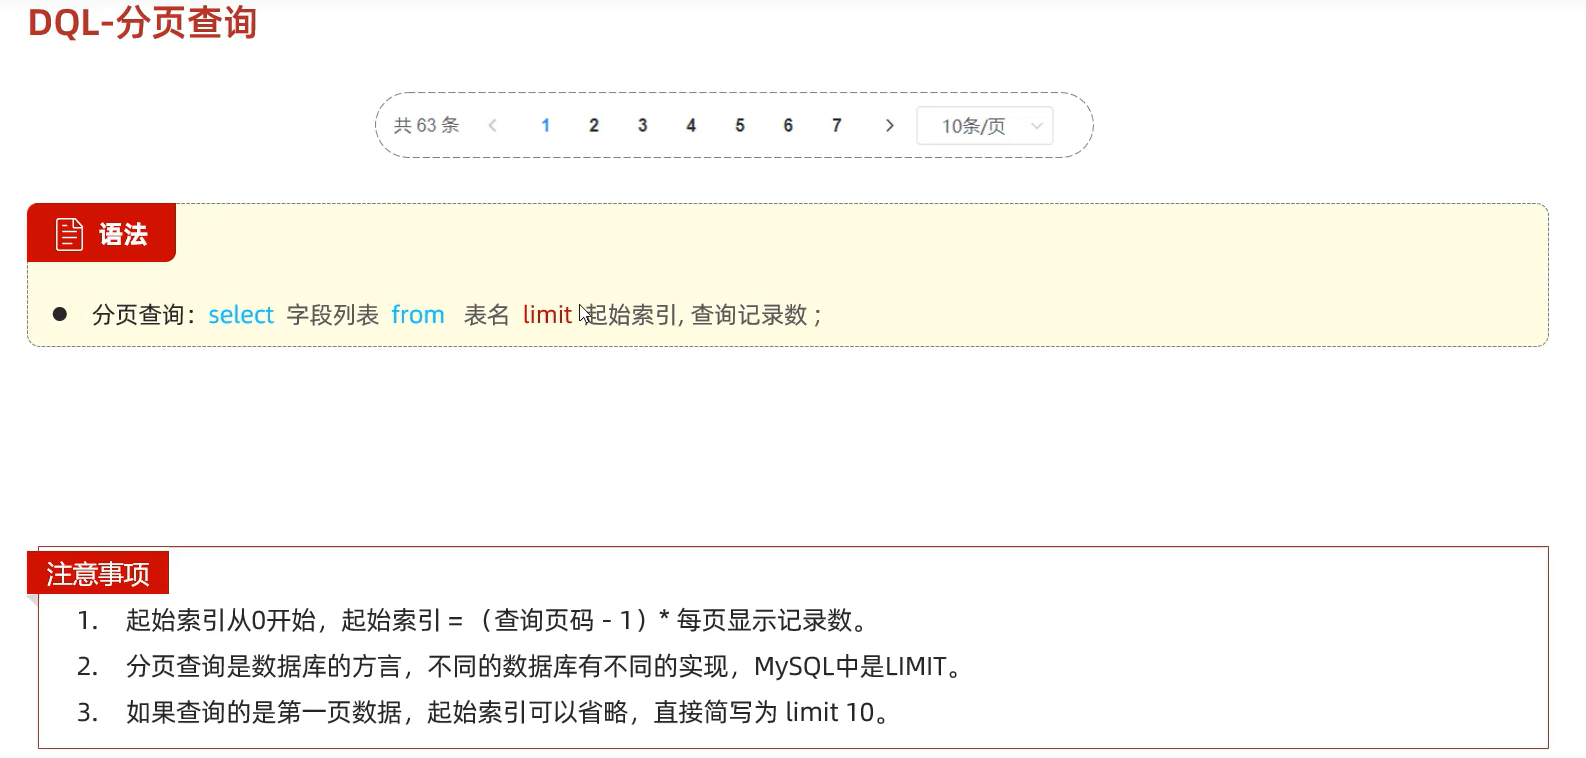 DQL-分页查询
共 63 条 < 1 2 3 4 5 6 7 > 10条/页
语法
● 分页查询：select 字段列表 from 表名 limit 起始索引, 查询记录数 ;
注意事项
1. 起始索引从0开始，起始索引 = （查询页码 - 1）* 每页显示记录数。
2. 分页查询是数据库的方言，不同的数据库有不同的实现，MySQL中是LIMIT。
3. 如果查询的是第一页数据，起始索引可以省略，直接简写为 limit 10。